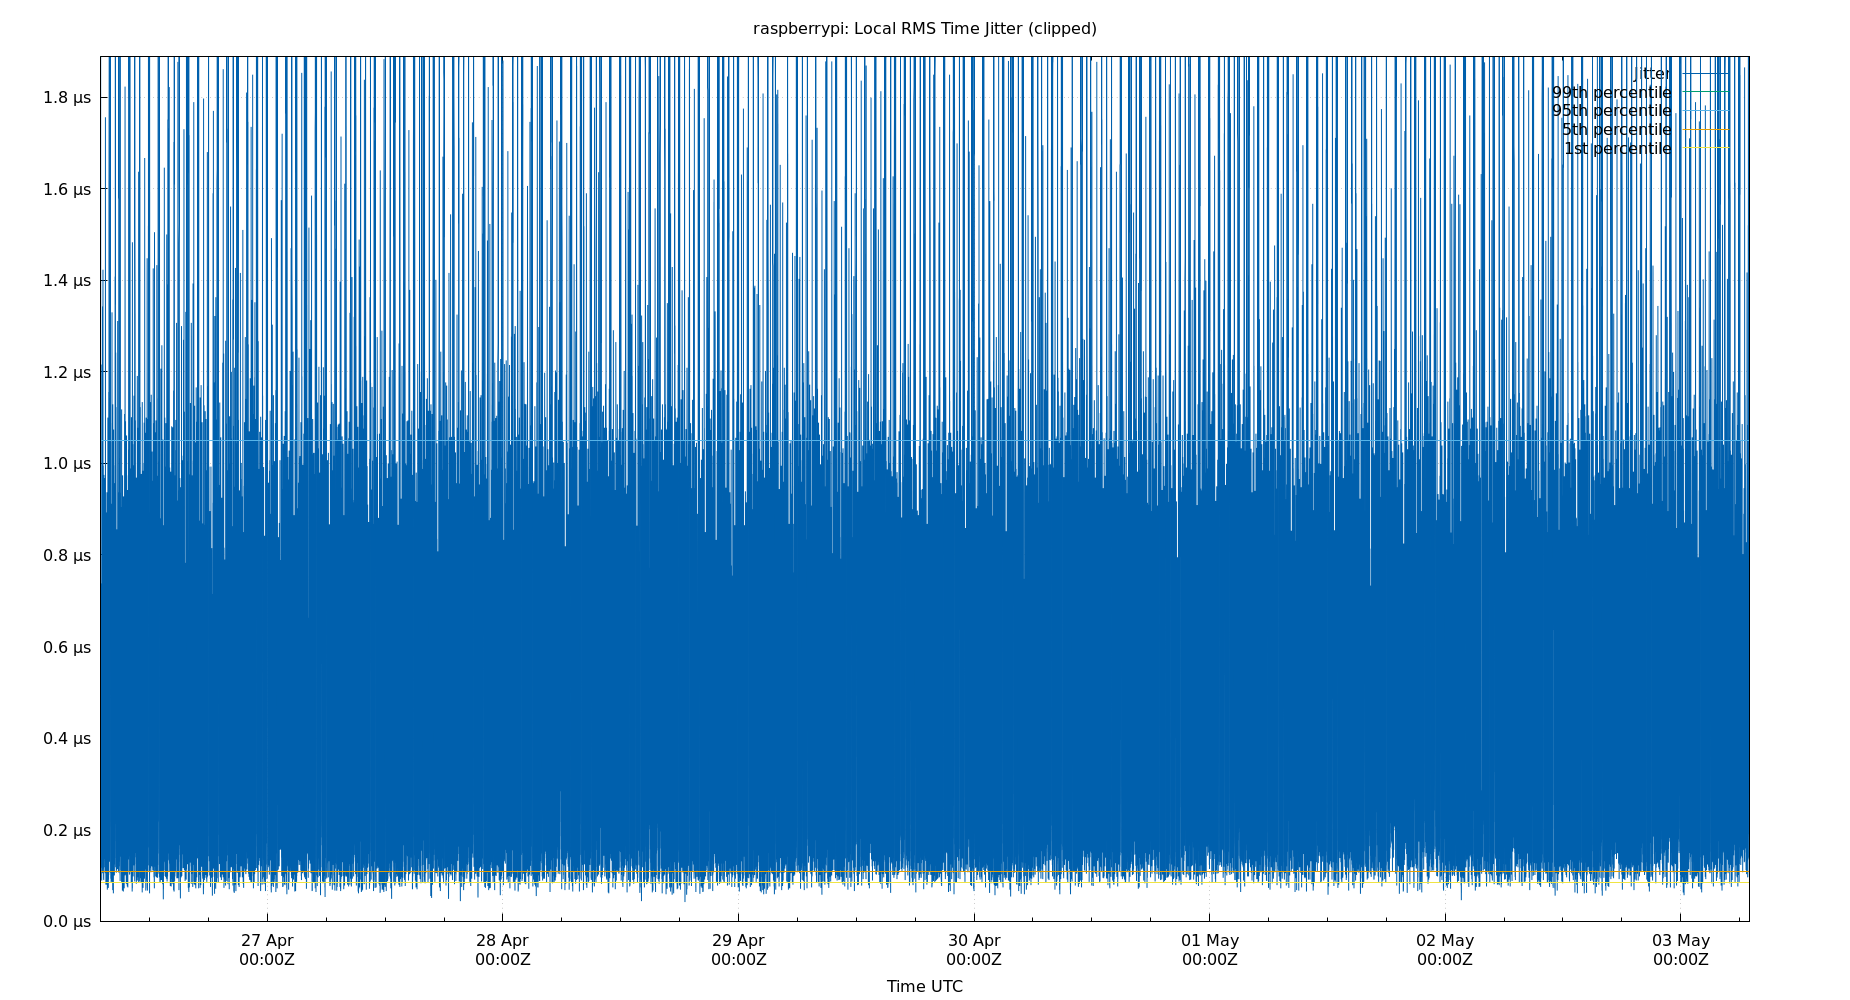 raspberrypi: Local RMS Time Jitter (clipped)
jitter
99th percentile
95th percentile
5th percentile
1st percentile
1.8 µs
1.6 µs
1.4 µs
1.2 µs
1.0 µs
0.8 µs
0.6 µs
0.4 µs
0.2 µs
0.0 µs
27 Apr 28 Apr 29 Apr 30 Apr 01 May 02 May 03 May
00:00Z 00:00Z 00:00Z 00:00Z 00:00Z 00:00Z 00:00Z
Time UTC